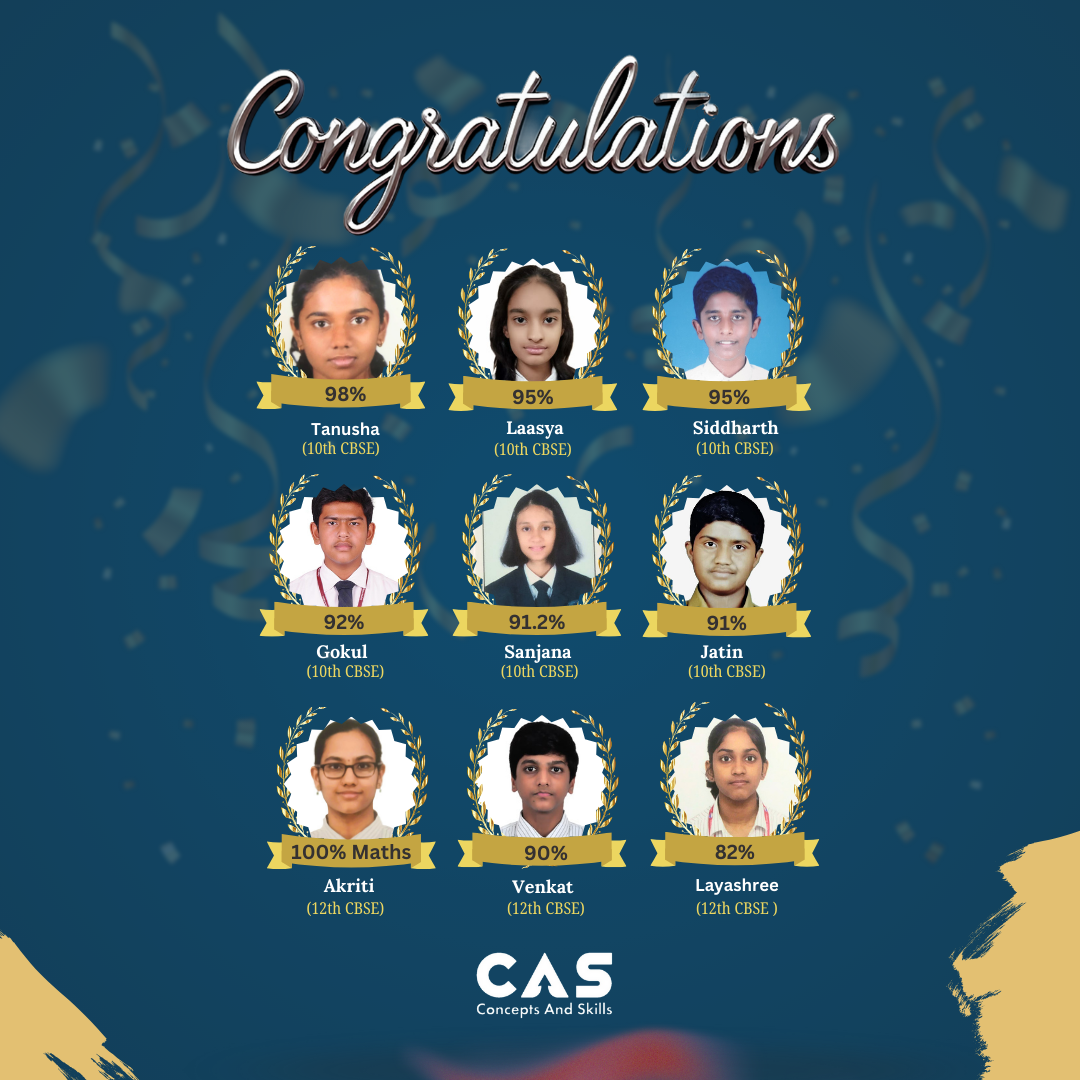 Congratulations
98% 95% 95%
Tanusha Laasya Siddharth
(10th CBSE) (10th CBSE) (10th CBSE)
92% 91.2% 91%
Gokul Sanjana Jatin
(10th CBSE) (10th CBSE) (10th CBSE)
100% Maths 90% 82%
Akriti Venkat Layashree
(12th CBSE) (12th CBSE) (12th CBSE )
CAS
Concepts And Skills